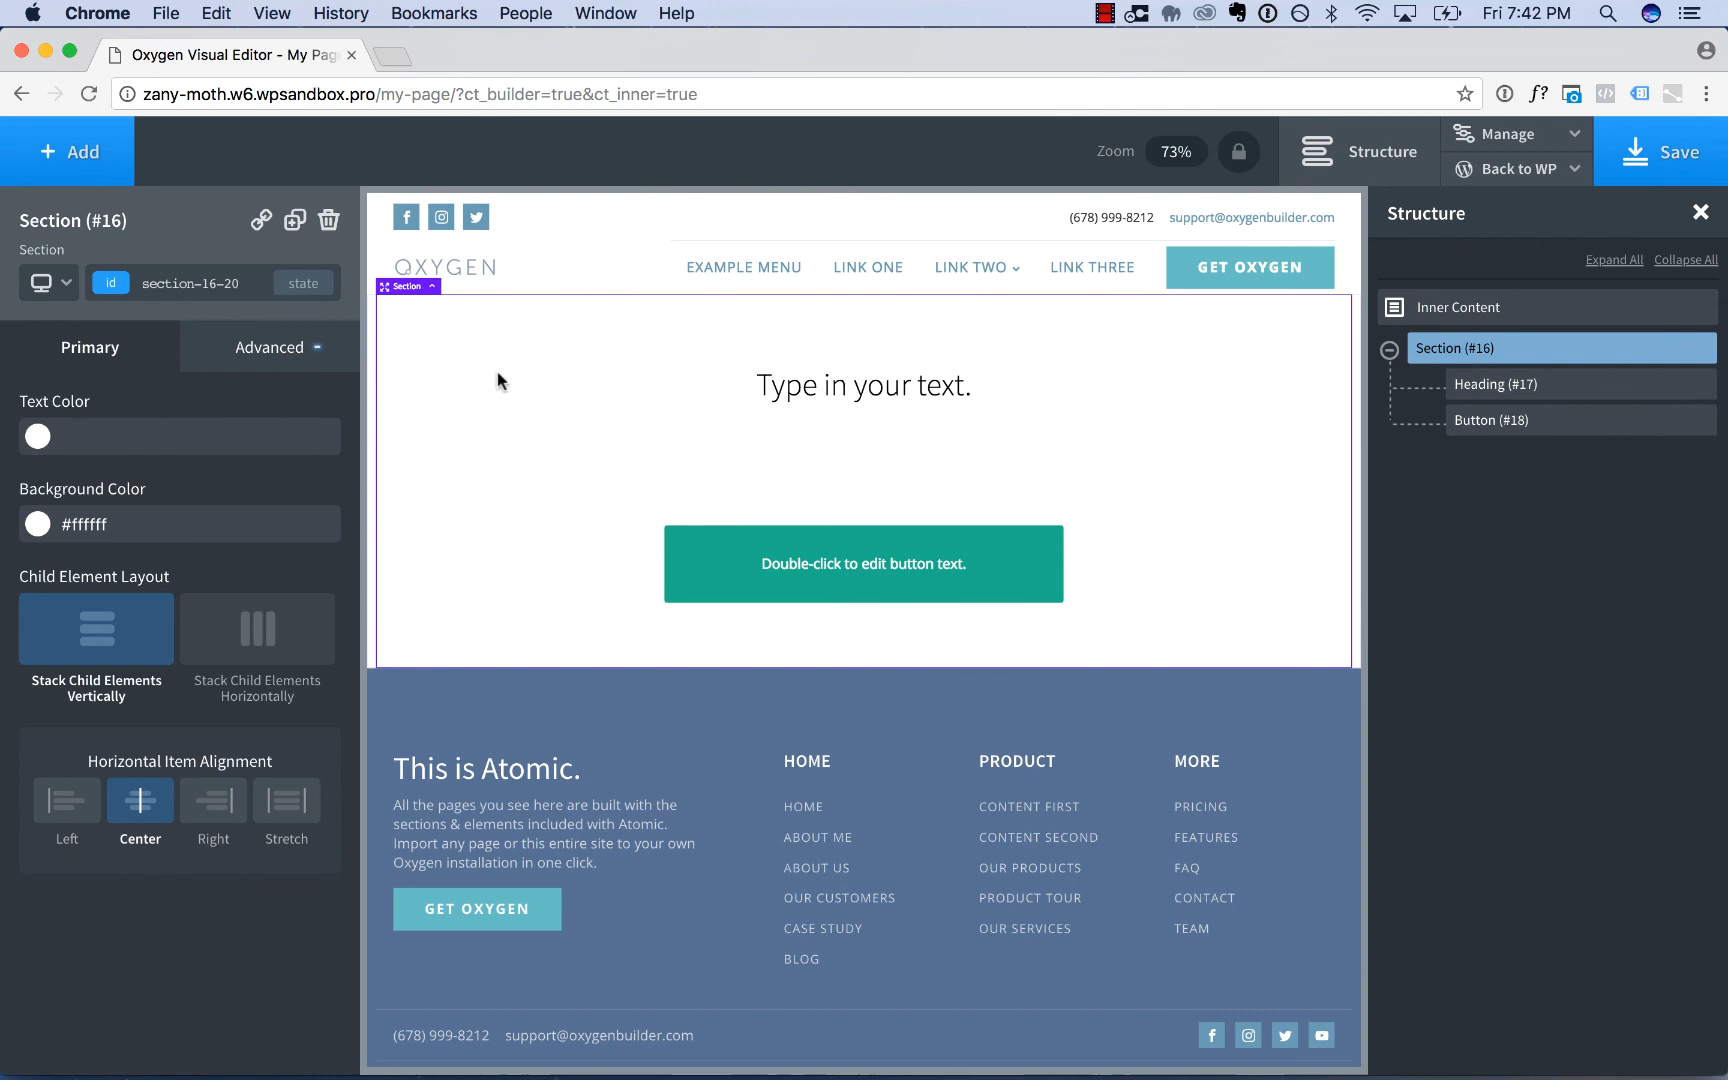 Chrome File Edit View History Bookmarks People Window Help Fri 7:42 PM
Oxygen Visual Editor - My Pag
zany-moth.w6.wpsandbox.pro/my-page/?ct_builder=true&ct_inner=true
f?
+ Add
Zoom 73%
Structure
Manage
Back to WP
Save
Section (#16)
Section
id section-16-20 state
Primary
Advanced
Text Color
Background Color
#ffffff
Child Element Layout
Stack Child Elements
Vertically
Stack Child Elements
Horizontally
Horizontal Item Alignment
Left Center Right Stretch
(678) 999-8212 support@oxygenbuilder.com
OXYGEN
EXAMPLE MENU LINK ONE LINK TWO LINK THREE GET OXYGEN
Section
Type in your text.
Double-click to edit button text.
This is Atomic.
All the pages you see here are built with the
sections & elements included with Atomic.
Import any page or this entire site to your own
Oxygen installation in one click.
GET OXYGEN
HOME
HOME
ABOUT ME
ABOUT US
OUR CUSTOMERS
CASE STUDY
BLOG
PRODUCT
CONTENT FIRST
CONTENT SECOND
OUR PRODUCTS
PRODUCT TOUR
OUR SERVICES
MORE
PRICING
FEATURES
FAQ
CONTACT
TEAM
(678) 999-8212 support@oxygenbuilder.com
Structure
Expand All Collapse All
Inner Content
Section (#16)
Heading (#17)
Button (#18)